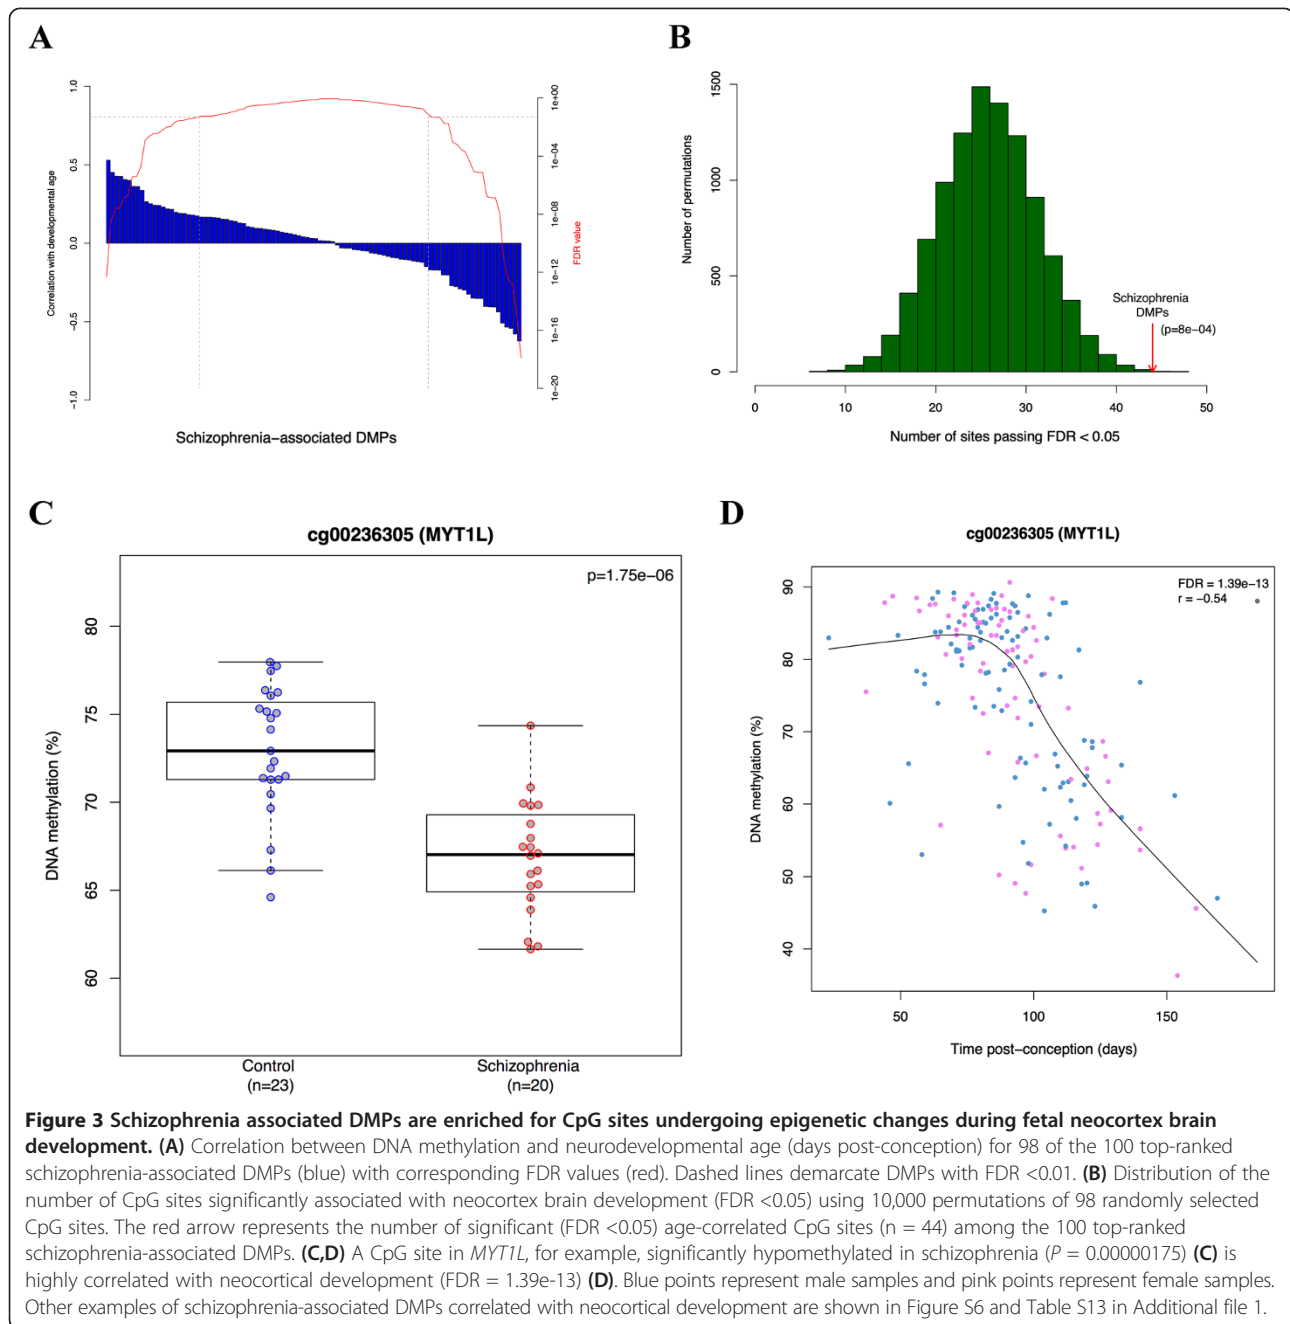 A
B
1.0
0.5
0.0
−0.5
−1.0
Correlation with developmental age
1e+00
1e−04
1e−08
1e−12
1e−16
1e−20
FDR value
Schizophrenia−associated DMPs
1500
1000
500
0
Number of permutations
Schizophrenia
DMPs
(p=8e−04)
0 10 20 30 40 50
Number of sites passing FDR < 0.05
C
cg00236305 (MYT1L)
p=1.75e−06
80
75
70
65
60
DNA methylation (%)
Control
(n=23)
Schizophrenia
(n=20)
D
cg00236305 (MYT1L)
FDR = 1.39e−13
r = −0.54
90
80
70
60
50
40
DNA methylation (%)
50 100 150
Time post−conception (days)
Figure 3 Schizophrenia associated DMPs are enriched for CpG sites undergoing epigenetic changes during fetal neocortex brain
development. (A) Correlation between DNA methylation and neurodevelopmental age (days post-conception) for 98 of the 100 top-ranked
schizophrenia-associated DMPs (blue) with corresponding FDR values (red). Dashed lines demarcate DMPs with FDR <0.01. (B) Distribution of the
number of CpG sites significantly associated with neocortex brain development (FDR <0.05) using 10,000 permutations of 98 randomly selected
CpG sites. The red arrow represents the number of significant (FDR <0.05) age-correlated CpG sites (n = 44) among the 100 top-ranked
schizophrenia-associated DMPs. (C,D) A CpG site in MYT1L, for example, significantly hypomethylated in schizophrenia (P = 0.00000175) (C) is
highly correlated with neocortical development (FDR = 1.39e-13) (D). Blue points represent male samples and pink points represent female samples.
Other examples of schizophrenia-associated DMPs correlated with neocortical development are shown in Figure S6 and Table S13 in Additional file 1.